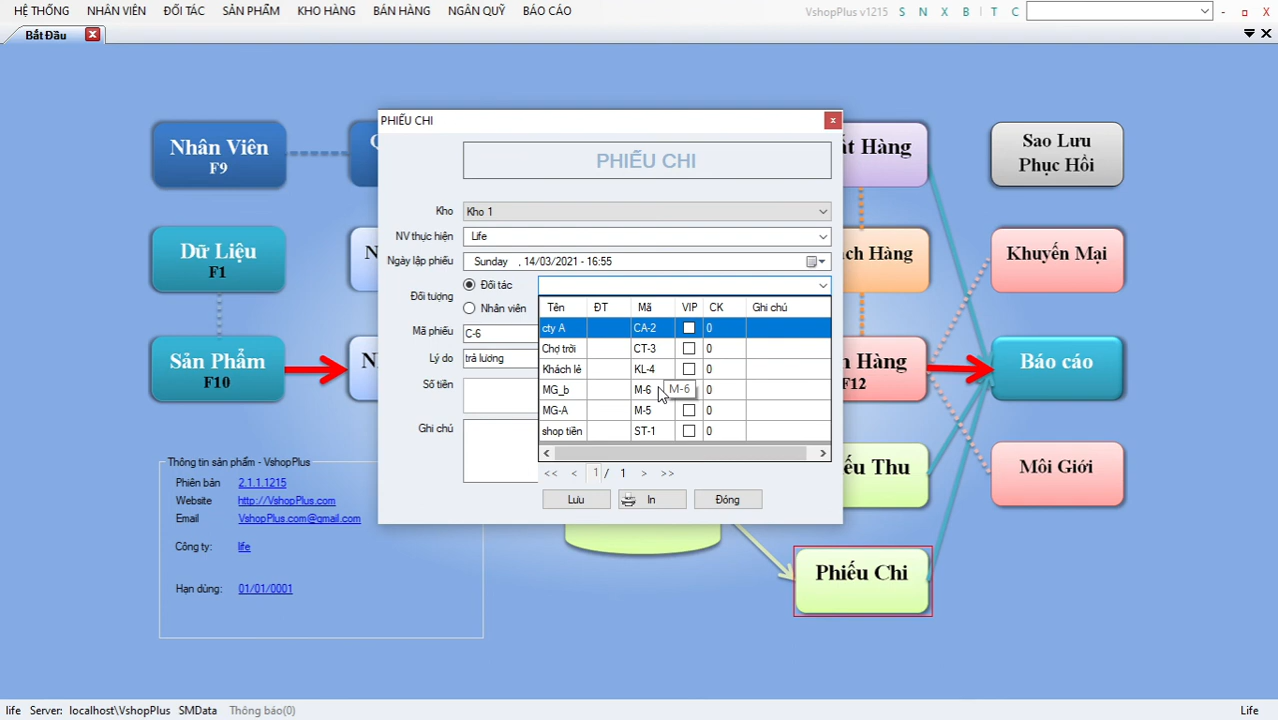 HỆ THỐNG NHÂN VIÊN ĐỐI TÁC SẢN PHẨM KHO HÀNG BÁN HÀNG NGÂN QUỸ BÁO CÁO VshopPlus v1215 S N X B T C
Bắt Đầu
PHIẾU CHI
PHIẾU CHI
Kho Kho 1
NV thực hiện Life
Ngày lập phiếu Sunday , 14/03/2021 - 16:55
Đối tượng
Đối tác
Nhân viên
Mã phiếu C-6
Lý do trả lương
Số tiền
Ghi chú
Tên ĐT Mã VIP CK Ghi chú
cty A CA-2 0
Chợ trời CT-3 0
Khách lẻ KL-4 0
MG_b M-6 M-6 0
MG-A M-5 0
shop tiền ST-1 0
<< < 1 / 1 > >>
Lưu In Đóng
Nhân Viên
F9
Dữ Liệu
F1
Sản Phẩm
F10
Sao Lưu
Phục Hồi
Khuyến Mại
Báo cáo
Môi Giới
Phiếu Chi
át Hàng
ch Hàng
n Hàng
F12
ếu Thu
Thông tin sản phẩm - VshopPlus
Phiên bản 2.1.1.1215
Website http://VshopPlus.com
Email VshopPlus.com@gmail.com
Công ty: life
Hạn dùng: 01/01/0001
life Server: localhost\VshopPlus SMData Thông báo(0) Life